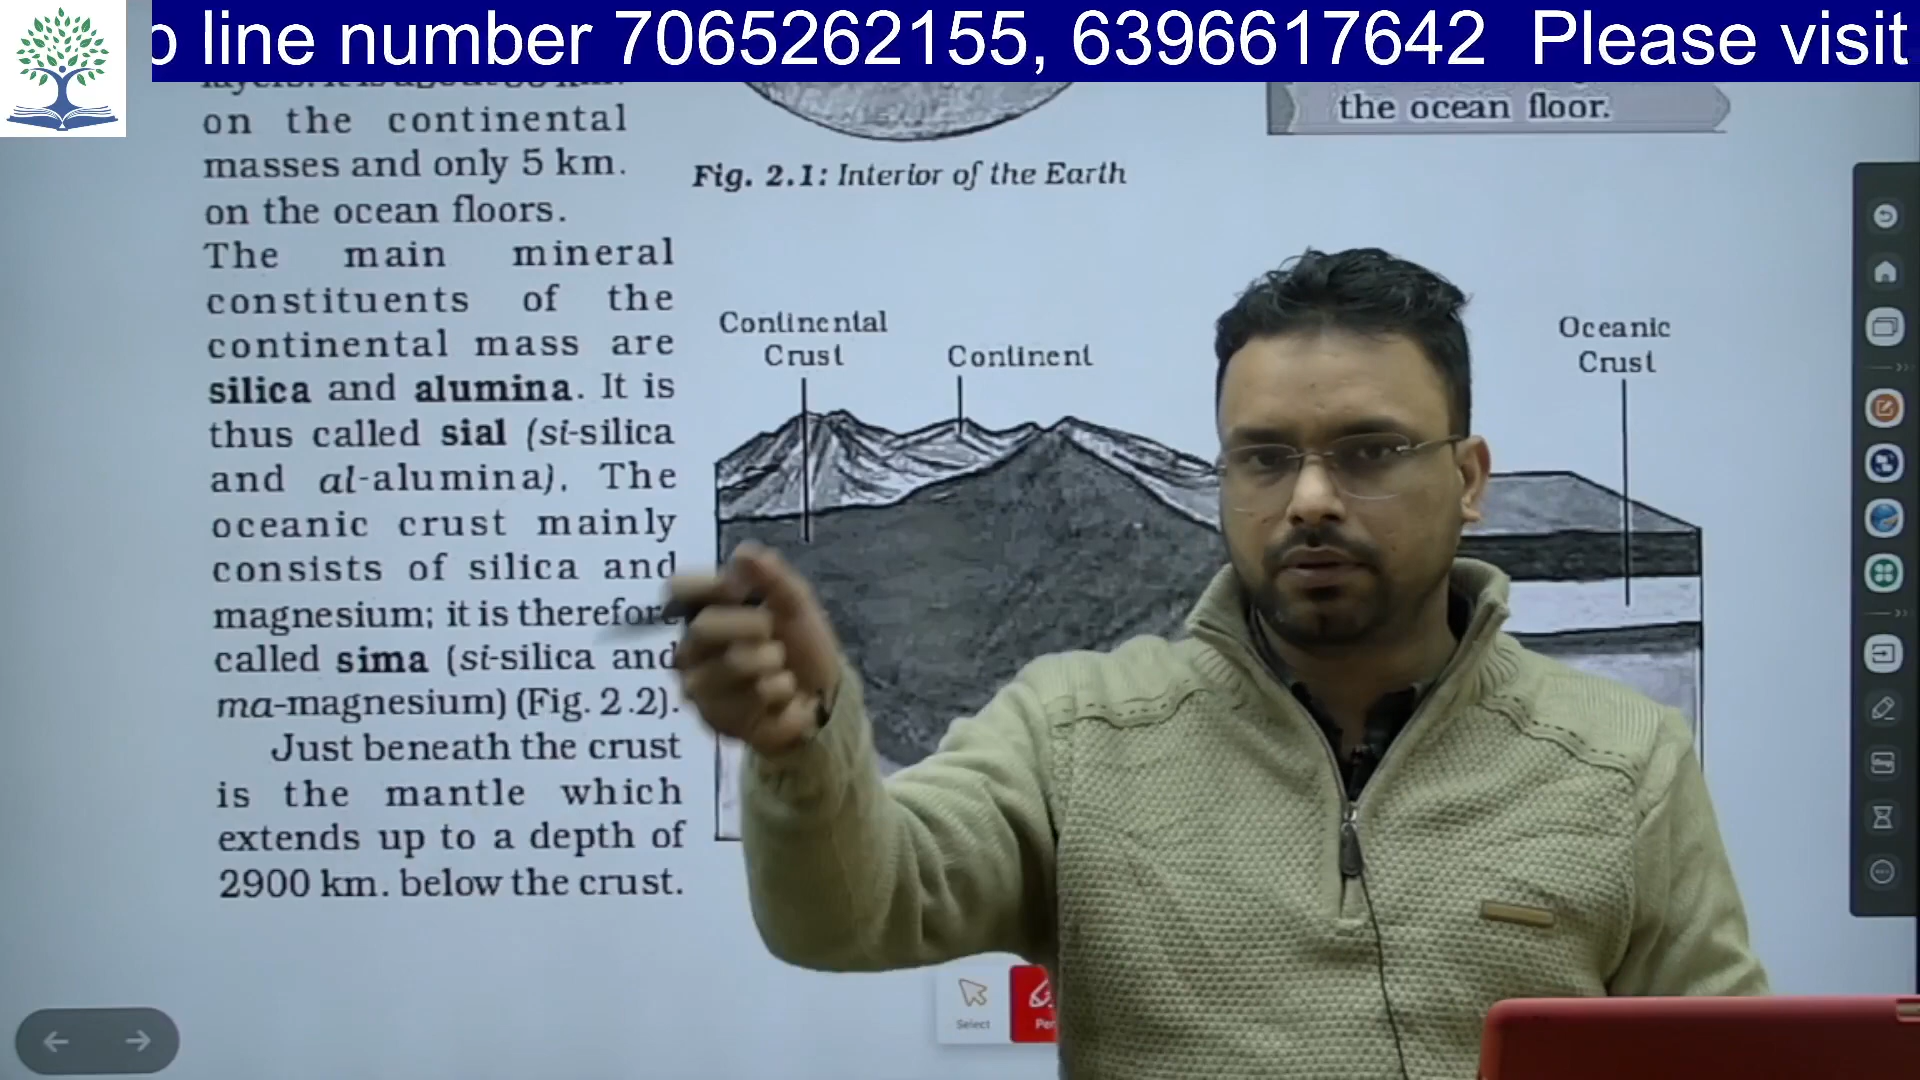 line number 7065262155, 6396617642 Please visit
on the continental
masses and only 5 km.
on the ocean floors.
The main mineral
constituents of the
continental mass are
silica and alumina. It is
thus called sial (si-silica
and al-alumina). The
oceanic crust mainly
consists of silica and
magnesium; it is therefore
called sima (si-silica and
ma-magnesium) (Fig. 2.2).
Just beneath the crust
is the mantle which
extends up to a depth of
2900 km. below the crust.
the ocean floor.
Fig. 2.1: Interior of the Earth
Continental
Crust
Continent
Oceanic
Crust
Select